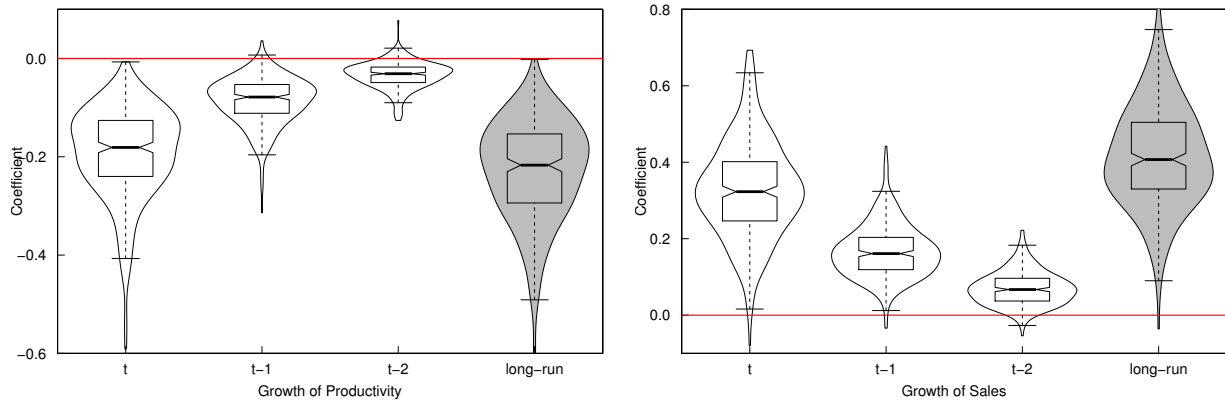 0.0
−0.2
−0.4
−0.6
Coefficient
t
t−1
t−2
long−run
Growth of Productivity
0.8
0.6
0.4
0.2
0.0
Coefficient
t
t−1
t−2
long−run
Growth of Sales